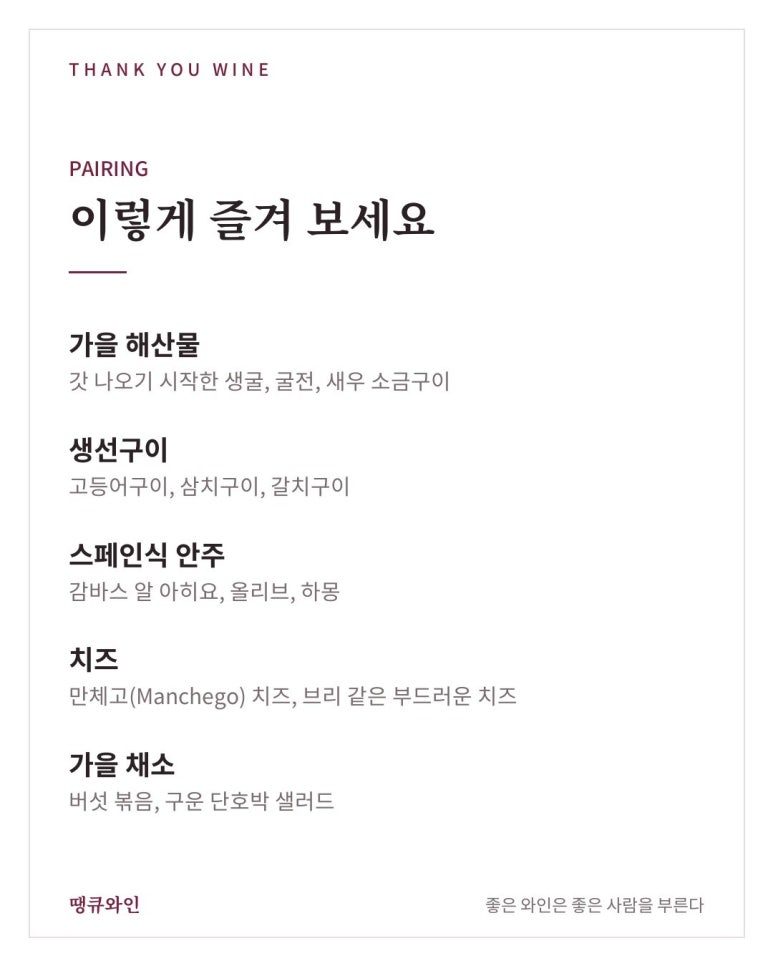 THANK YOU WINE
PAIRING
이렇게 즐겨 보세요
가을 해산물
갓 나오기 시작한 생굴, 굴전, 새우 소금구이
생선구이
고등어구이, 삼치구이, 갈치구이
스페인식 안주
감바스 알 아히요, 올리브, 하몽
치즈
만체고(Manchego) 치즈, 브리 같은 부드러운 치즈
가을 채소
버섯 볶음, 구운 단호박 샐러드
땡큐와인
좋은 와인은 좋은 사람을 부른다